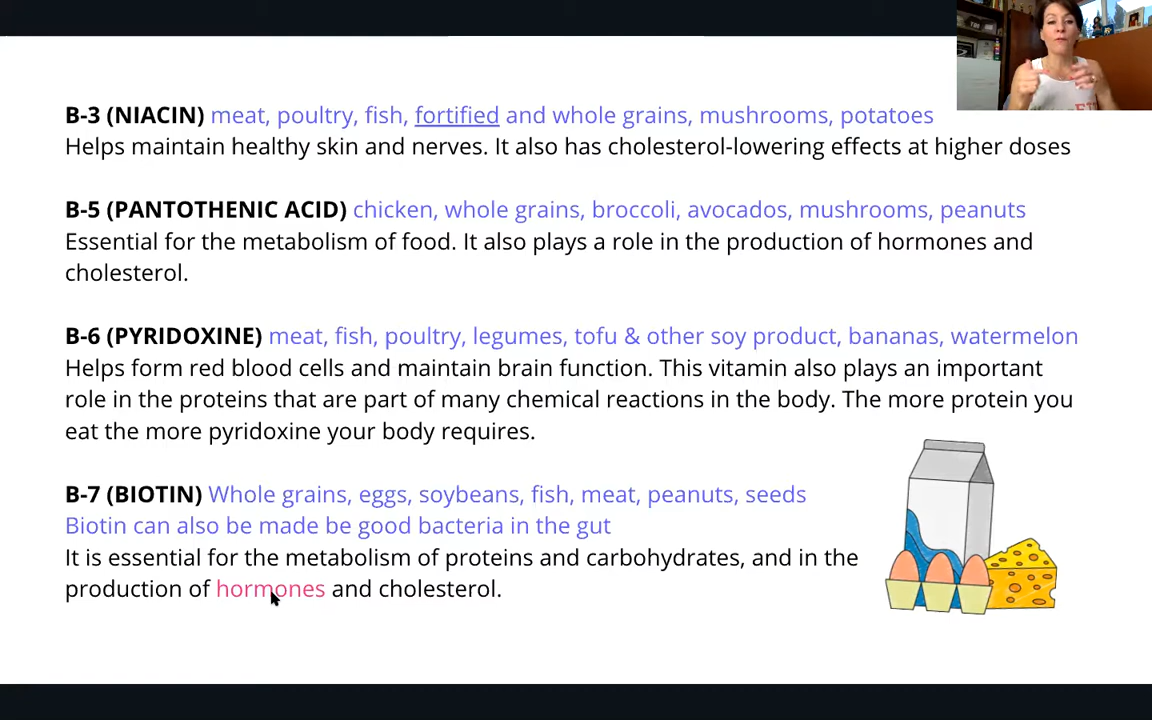 B-3 (NIACIN) meat, poultry, fish, fortified and whole grains, mushrooms, potatoes
Helps maintain healthy skin and nerves. It also has cholesterol-lowering effects at higher doses
B-5 (PANTOTHENIC ACID) chicken, whole grains, broccoli, avocados, mushrooms, peanuts
Essential for the metabolism of food. It also plays a role in the production of hormones and
cholesterol.
B-6 (PYRIDOXINE) meat, fish, poultry, legumes, tofu & other soy product, bananas, watermelon
Helps form red blood cells and maintain brain function. This vitamin also plays an important
role in the proteins that are part of many chemical reactions in the body. The more protein you
eat the more pyridoxine your body requires.
B-7 (BIOTIN) Whole grains, eggs, soybeans, fish, meat, peanuts, seeds
Biotin can also be made be good bacteria in the gut
It is essential for the metabolism of proteins and carbohydrates, and in the
production of hormones and cholesterol.